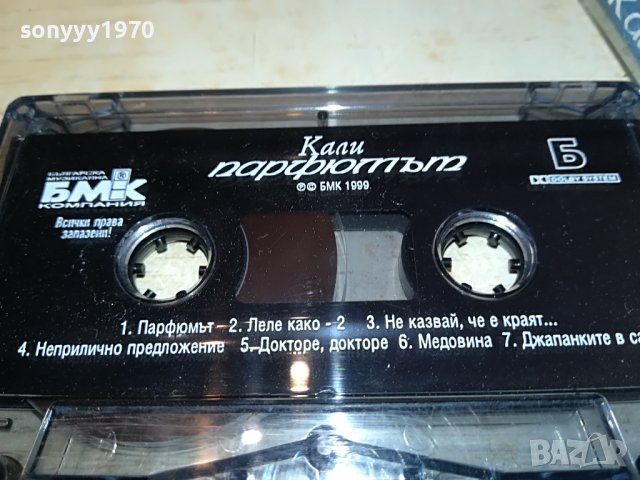 sonyyy1970
Кали
парфюмът
℗© БМК 1999
БЪЛГАРСКА
МУЗИКАЛНА
БМК
КОМПАНИЯ
Всички права
запазени!
Б
DOLBY SYSTEM
1. Парфюмът 2. Леле како - 2 3. Не казвай, че е краят...
4. Неприлично предложение 5. Докторе, докторе 6. Медовина 7. Джапанките в са
BAZAR